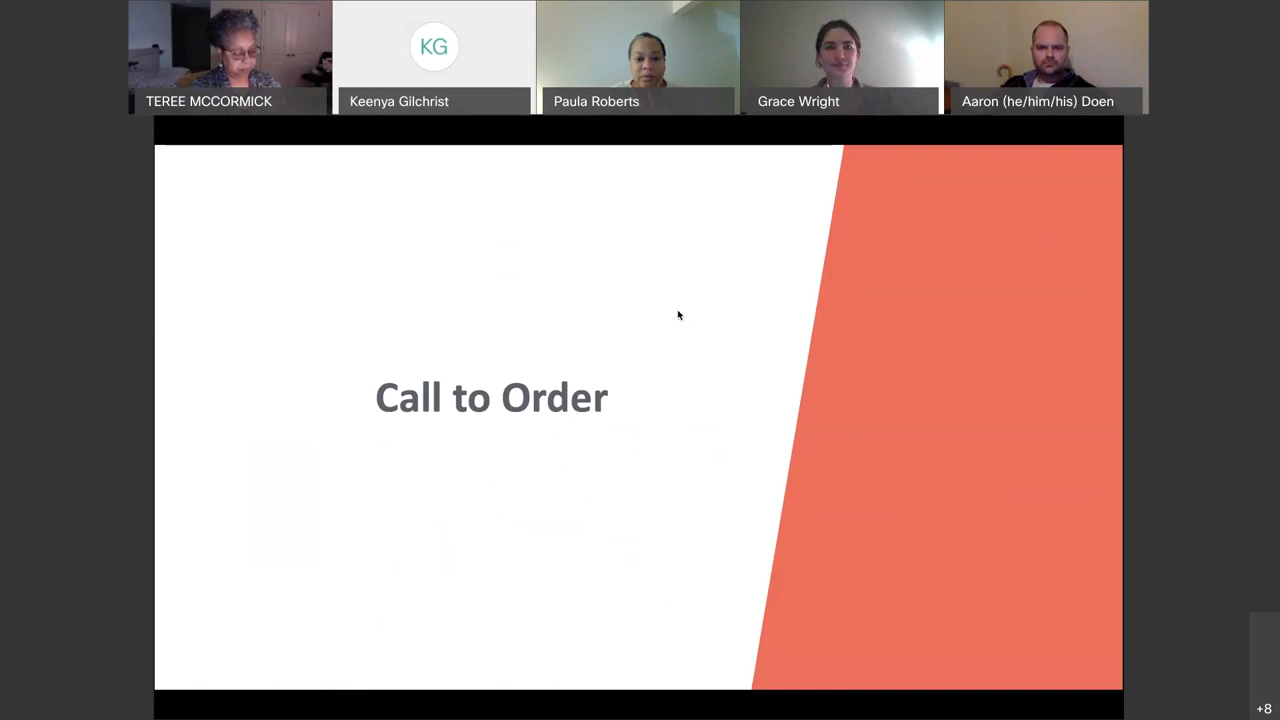 TEREE MCCORMICK
KG
Keenya Gilchrist
Paula Roberts
Grace Wright
Aaron (he/him/his) Doen
Call to Order
+8